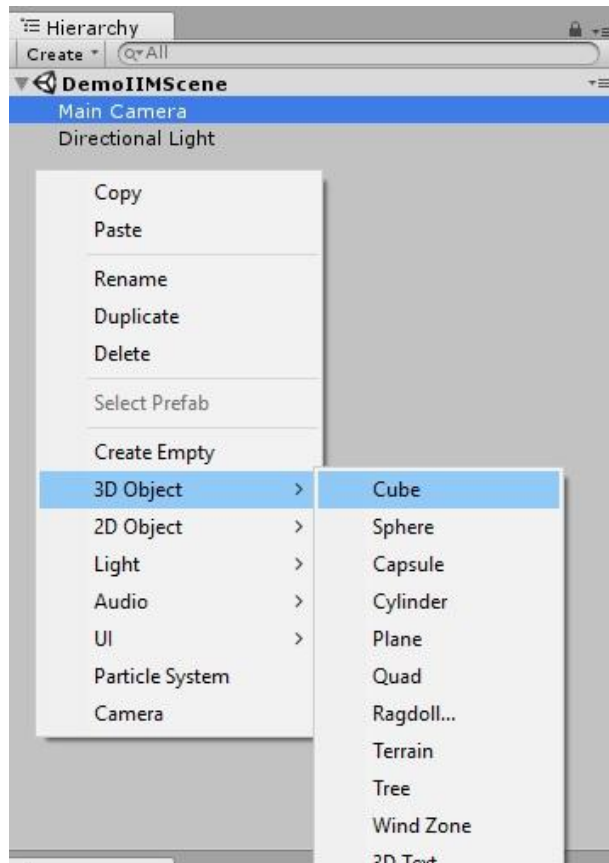 Hierarchy
Create All
DemoIIMScene
Main Camera
Directional Light
Copy
Paste
Rename
Duplicate
Delete
Select Prefab
Create Empty
3D Object >
2D Object >
Light >
Audio >
UI >
Particle System
Camera
Cube
Sphere
Capsule
Cylinder
Plane
Quad
Ragdoll...
Terrain
Tree
Wind Zone
3D Text